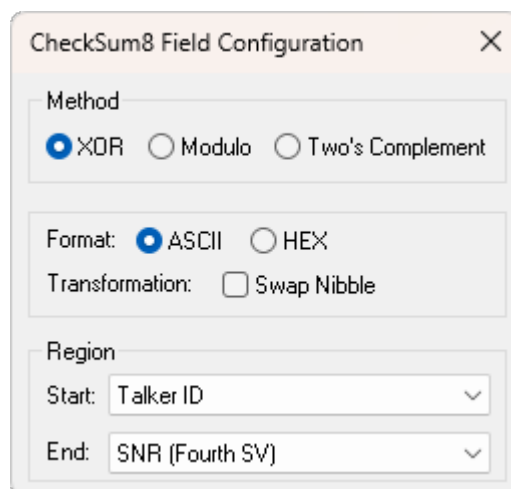 CheckSum8 Field Configuration
Method
XOR Modulo Two's Complement
Format: ASCII HEX
Transformation: Swap Nibble
Region
Start: Talker ID
End: SNR (Fourth SV)